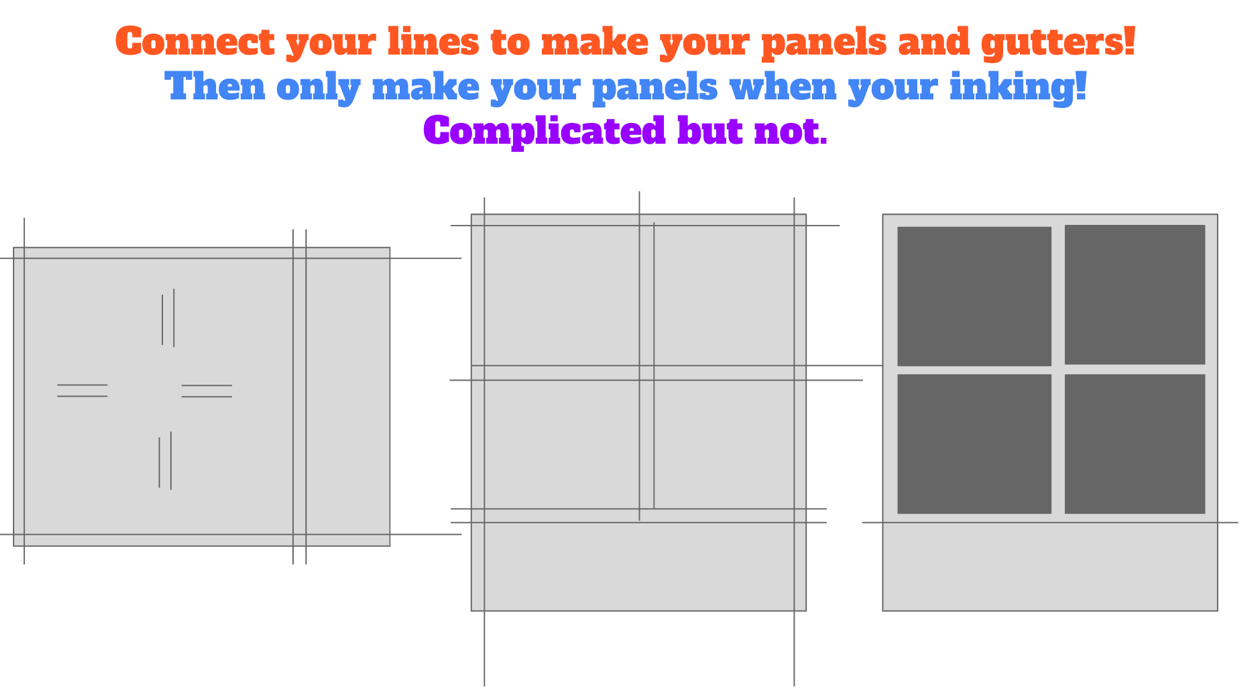 Connect your lines to make your panels and gutters!
Then only make your panels when your inking!
Complicated but not.